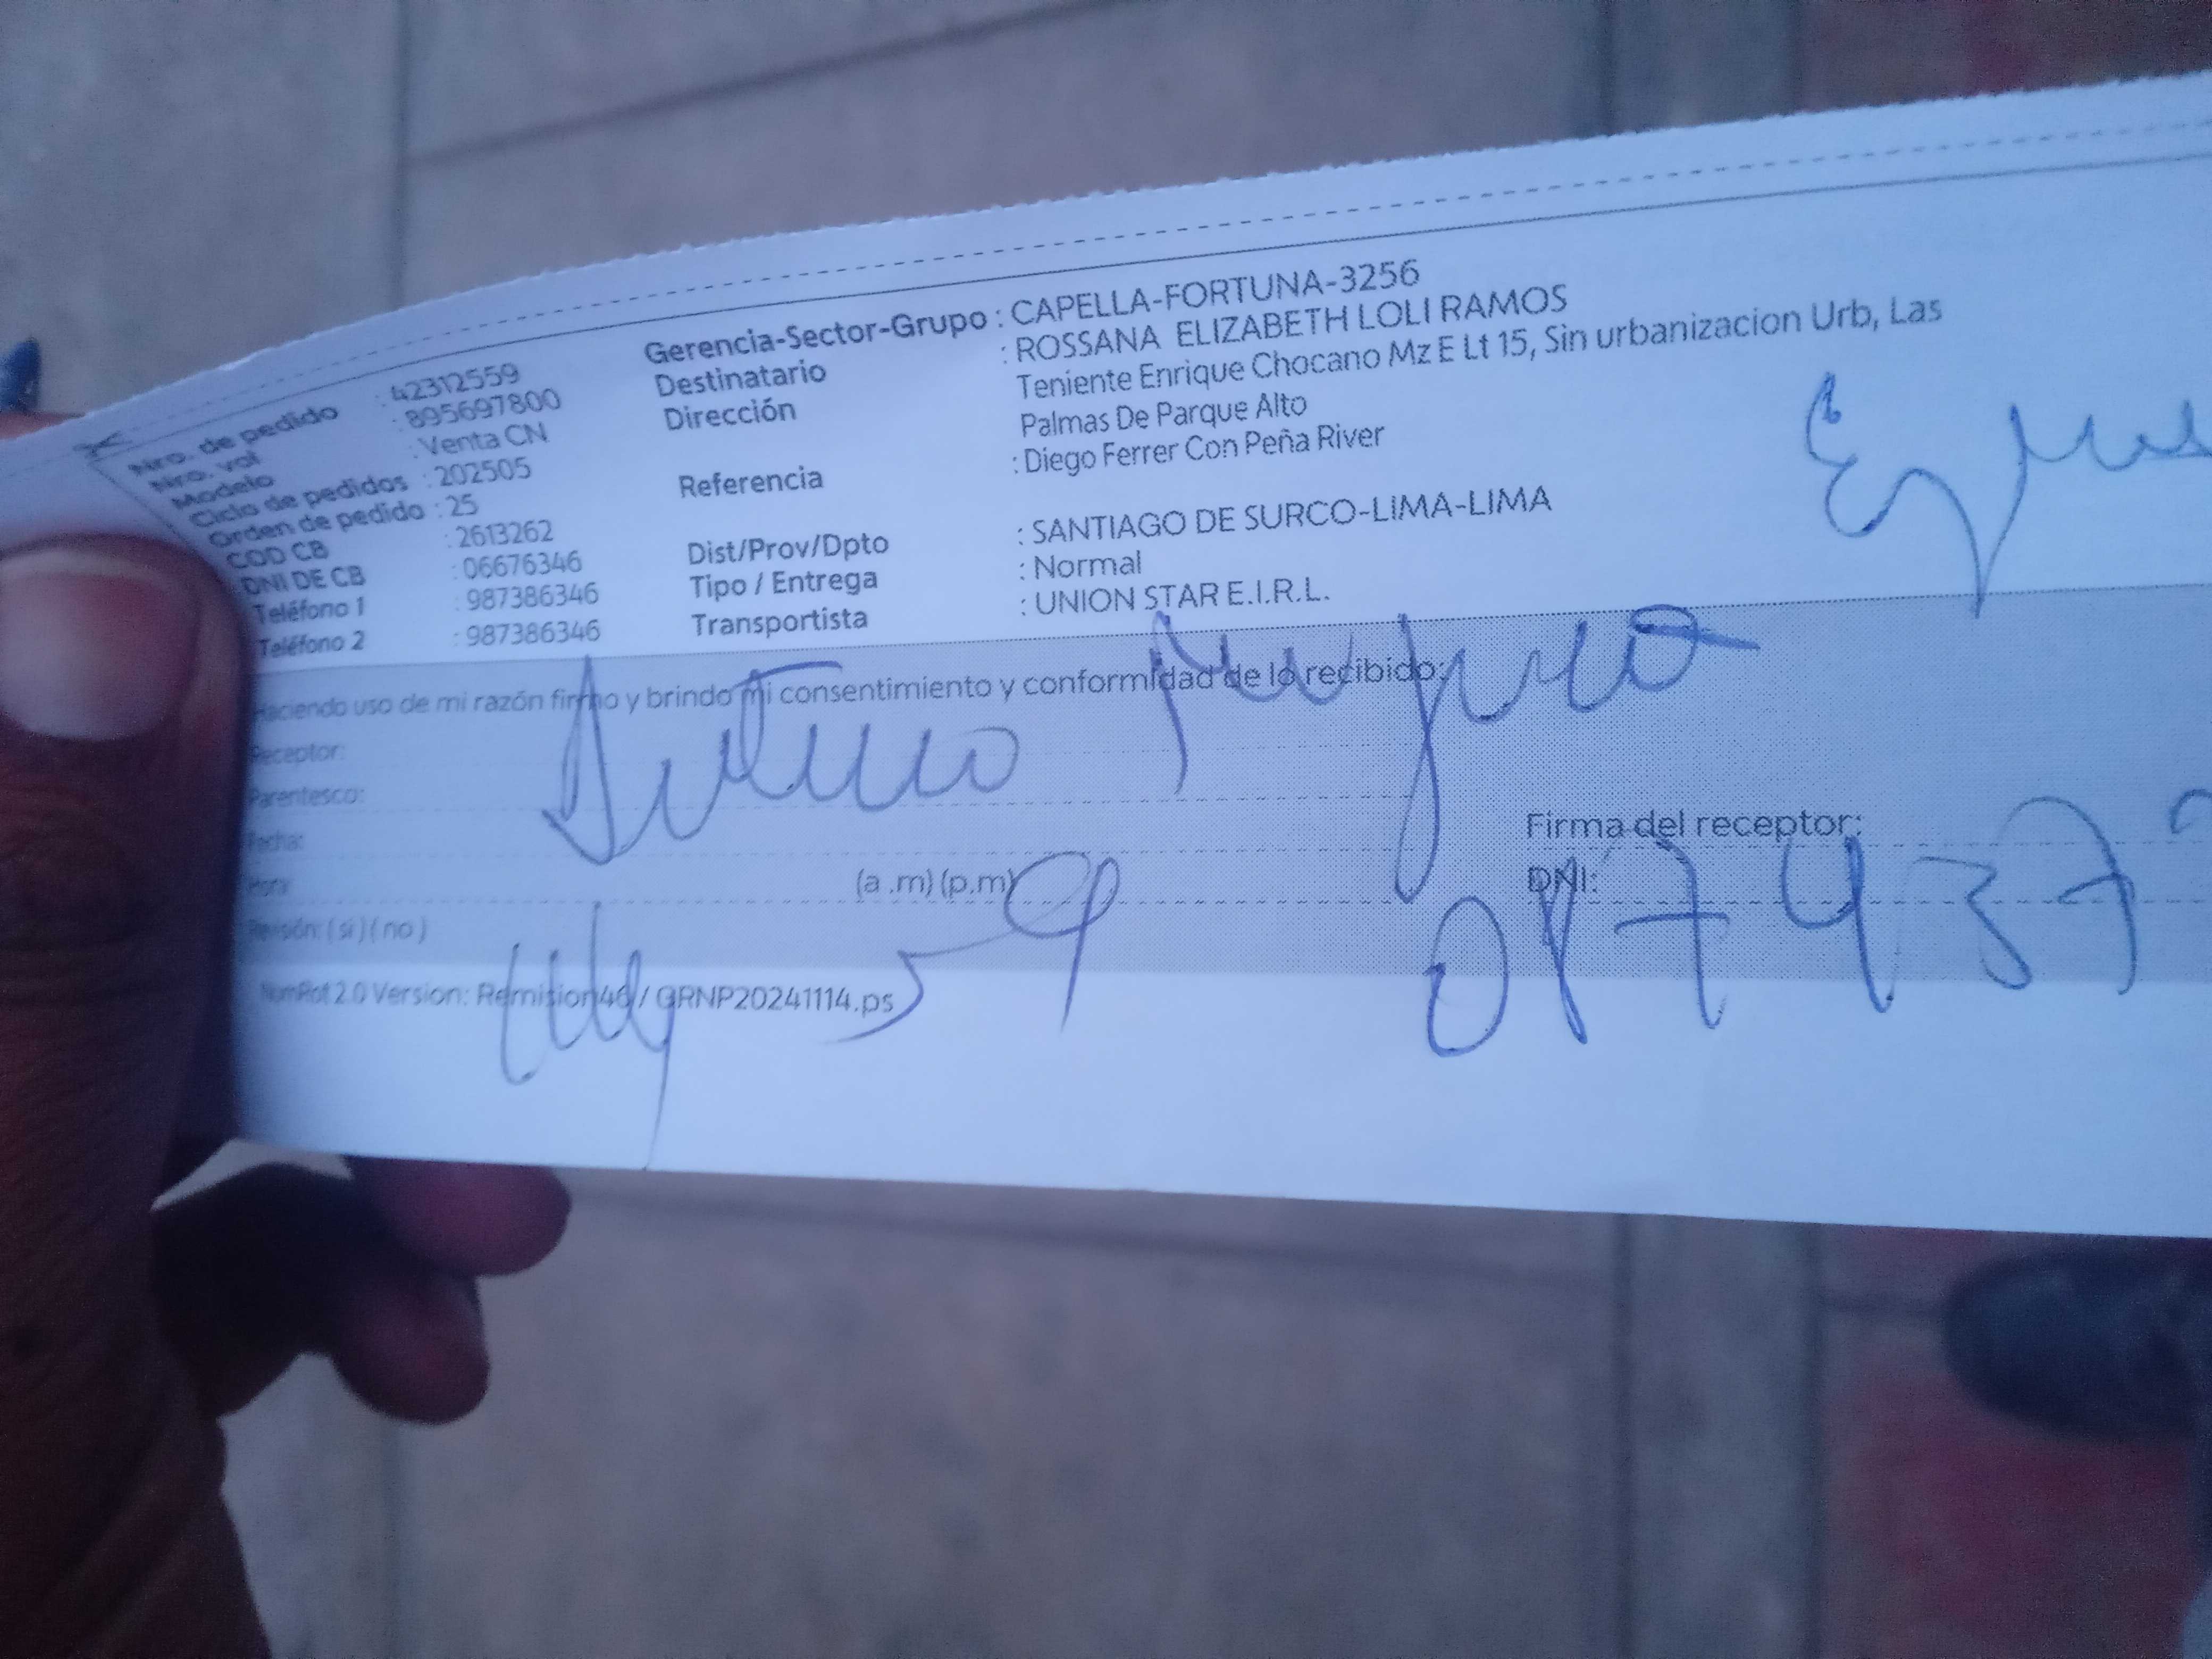 Nro. de pedido : 42312559
Nro. vol : 895697800
Modelo : Venta CN
Ciclo de pedidos : 202505
Orden de pedido : 25
COD CB : 2613262
DNI DE CB : 06676346
Teléfono 1 : 987386346
Teléfono 2 : 987386346
Gerencia-Sector-Grupo : CAPELLA-FORTUNA-3256
Destinatario : ROSSANA ELIZABETH LOLI RAMOS
Dirección Teniente Enrique Chocano Mz E Lt 15, Sin urbanizacion Urb, Las
Palmas De Parque Alto
Referencia : Diego Ferrer Con Peña River
Dist/Prov/Dpto : SANTIAGO DE SURCO-LIMA-LIMA
Tipo / Entrega : Normal
Transportista : UNION STAR E.I.R.L.
Haciendo uso de mi razón firmo y brindo mi consentimiento y conformidad de lo recibido:
Receptor:
Parentesco:
Fecha:
Hora: (a .m) (p.m)
Revisión: ( si ) ( no )
Firma del receptor:
DNI:
087437
59
Version: Remision46 / GRNP20241114.ps